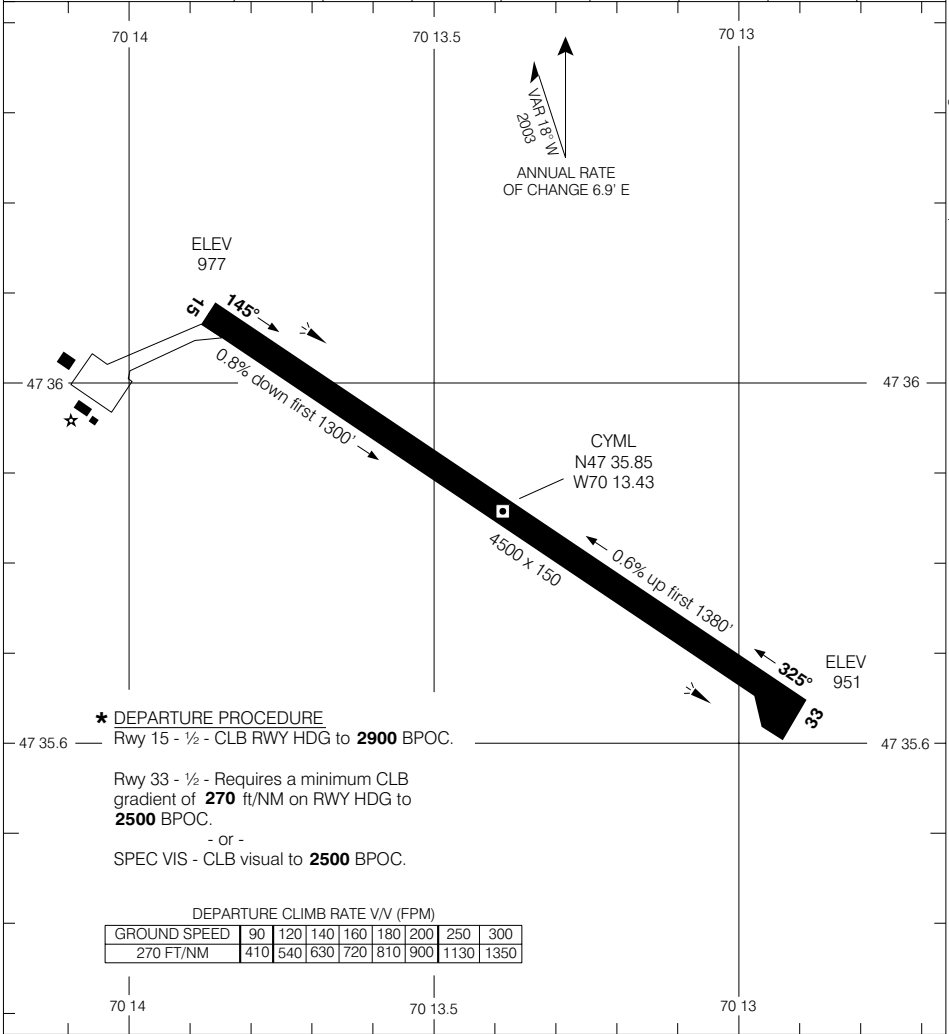 70 14 70 13.5 70 13
VAR 18° W
2003
ANNUAL RATE
OF CHANGE 6.9' E
ELEV
977
15
145°
0.8% down first 1300'
47 36 47 36
CYML
N47 35.85
W70 13.43
4500 x 150
0.6% up first 1380'
325°
ELEV
951
33
* DEPARTURE PROCEDURE
Rwy 15 - ½ - CLB RWY HDG to 2900 BPOC.
47 35.6 47 35.6
Rwy 33 - ½ - Requires a minimum CLB
gradient of 270 ft/NM on RWY HDG to
2500 BPOC.
- or -
SPEC VIS - CLB visual to 2500 BPOC.
DEPARTURE CLIMB RATE V/V (FPM)
GROUND SPEED 90 120 140 160 180 200 250 300
270 FT/NM 410 540 630 720 810 900 1130 1350
70 14 70 13.5 70 13